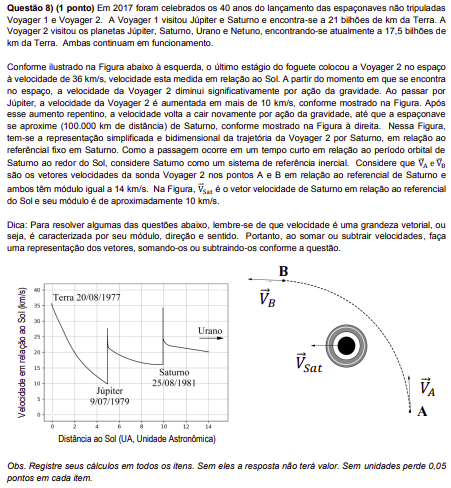 Questão 8) (1 ponto) Em 2017 foram celebrados os 40 anos do lançamento das espaçonaves não tripuladas
Voyager 1 e Voyager 2. A Voyager 1 visitou Júpiter e Saturno e encontra-se a 21 bilhões de km da Terra. A
Voyager 2 visitou os planetas Júpiter, Saturno, Urano e Netuno, encontrando-se atualmente a 17,5 bilhões de
km da Terra. Ambas continuam em funcionamento.
Conforme ilustrado na Figura abaixo à esquerda, o último estágio do foguete colocou a Voyager 2 no espaço
à velocidade de 36 km/s, velocidade esta medida em relação ao Sol. A partir do momento em que se encontra
no espaço, a velocidade da Voyager 2 diminui significativamente por ação da gravidade. Ao passar por
Júpiter, a velocidade da Voyager 2 é aumentada em mais de 10 km/s, conforme mostrado na Figura. Após
esse aumento repentino, a velocidade volta a cair novamente por ação da gravidade, até que a espaçonave
se aproxime (100.000 km de distância) de Saturno, conforme mostrado na Figura à direita. Nessa Figura,
tem-se a representação simplificada e bidimensional da trajetória da Voyager 2 por Saturno, em relação ao
referencial fixo em Saturno. Como a passagem ocorre em um tempo curto em relação ao período orbital de
Saturno ao redor do Sol, considere Saturno como um sistema de referência inercial. Considere que V⃗A e V⃗B
são os vetores velocidades da sonda Voyager 2 nos pontos A e B em relação ao referencial de Saturno e
ambos têm módulo igual a 14 km/s. Na Figura, V⃗Sat é o vetor velocidade de Saturno em relação ao referencial
do Sol e seu módulo é de aproximadamente 10 km/s.
Dica: Para resolver algumas das questões abaixo, lembre-se de que velocidade é uma grandeza vetorial, ou
seja, é caracterizada por seu módulo, direção e sentido. Portanto, ao somar ou subtrair velocidades, faça
uma representação dos vetores, somando-os ou subtraindo-os conforme a questão.
Velocidade em relação ao Sol (km/s)
40
35
30
25
20
15
10
5
0
Terra 20/08/1977
Júpiter
9/07/1979
Saturno
25/08/1981
Urano
0 2 4 6 8 10 12 14
Distância ao Sol (UA, Unidade Astronômica)
B
V⃗B
V⃗Sat
V⃗A
A
Obs. Registre seus cálculos em todos os itens. Sem eles a resposta não terá valor. Sem unidades perde 0,05
pontos em cada item.